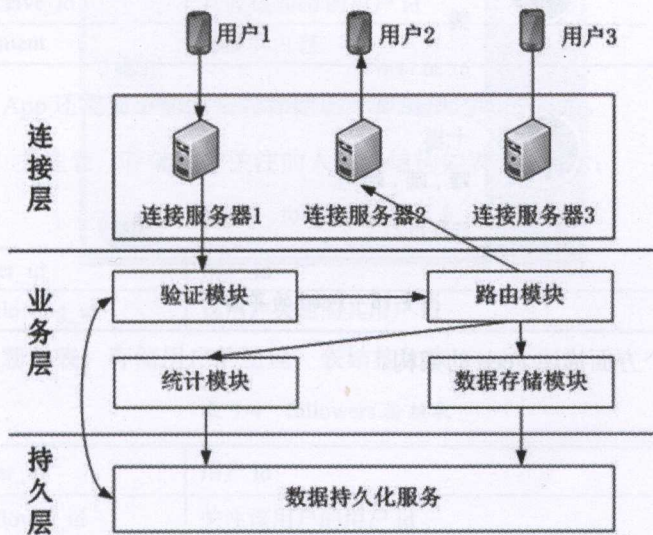 用户1 用户2 用户3
连接层
连接服务器1 连接服务器2 连接服务器3
业务层
验证模块 路由模块
统计模块 数据存储模块
持久层
数据持久化服务